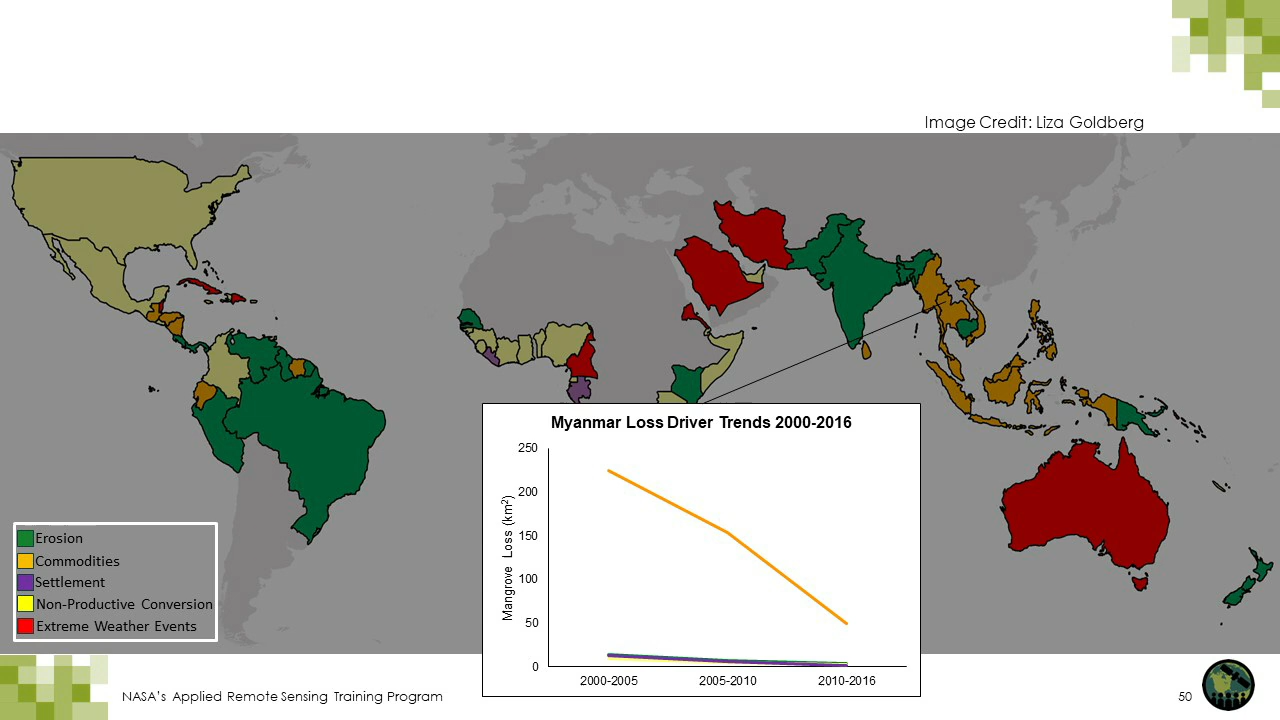 Image Credit: Liza Goldberg
Erosion
Commodities
Settlement
Non-Productive Conversion
Extreme Weather Events
Myanmar Loss Driver Trends 2000-2016
Mangrove Loss (km²)
250
200
150
100
50
0
2000-2005 2005-2010 2010-2016
NASA's Applied Remote Sensing Training Program
50